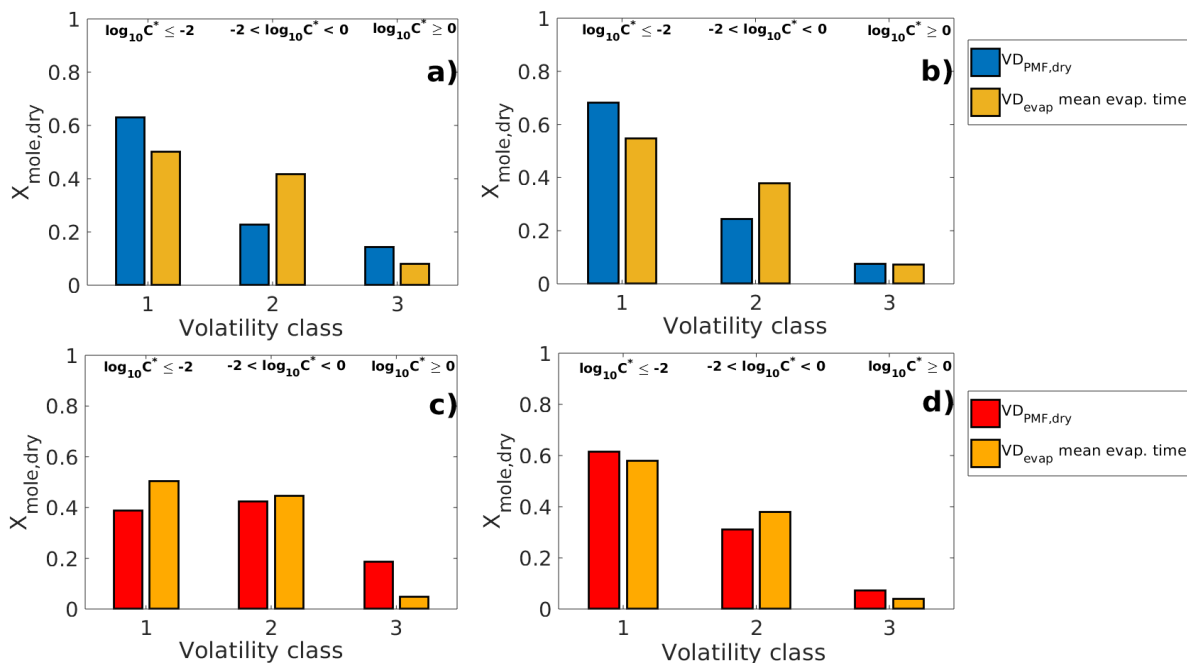 log10C* ≤ -2 -2 < log10C* < 0 log10C* ≥ 0
a)
1
0.8
0.6
0.4
0.2
0
Xmole,dry
1 2 3
Volatility class
log10C* ≤ -2 -2 < log10C* < 0 log10C* ≥ 0
b)
1
0.8
0.6
0.4
0.2
0
Xmole,dry
1 2 3
Volatility class
VDPMF,dry
VDevap mean evap. time
log10C* ≤ -2 -2 < log10C* < 0 log10C* ≥ 0
c)
1
0.8
0.6
0.4
0.2
0
Xmole,dry
1 2 3
Volatility class
log10C* ≤ -2 -2 < log10C* < 0 log10C* ≥ 0
d)
1
0.8
0.6
0.4
0.2
0
Xmole,dry
1 2 3
Volatility class
VDPMF,dry
VDevap mean evap. time